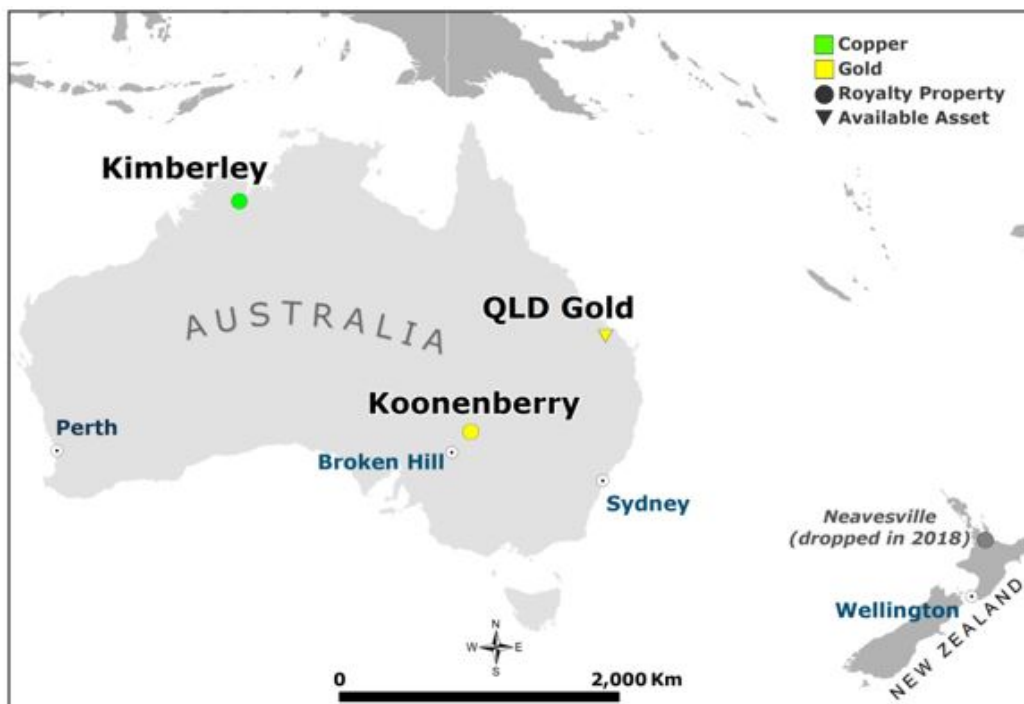 Copper
Gold
Royalty Property
Available Asset
Kimberley
AUSTRALIA
QLD Gold
Koonenberry
Perth
Broken Hill
Sydney
Neavesville
(dropped in 2018)
Wellington
NEW ZEALAND
N
W E
S
0 2,000 Km